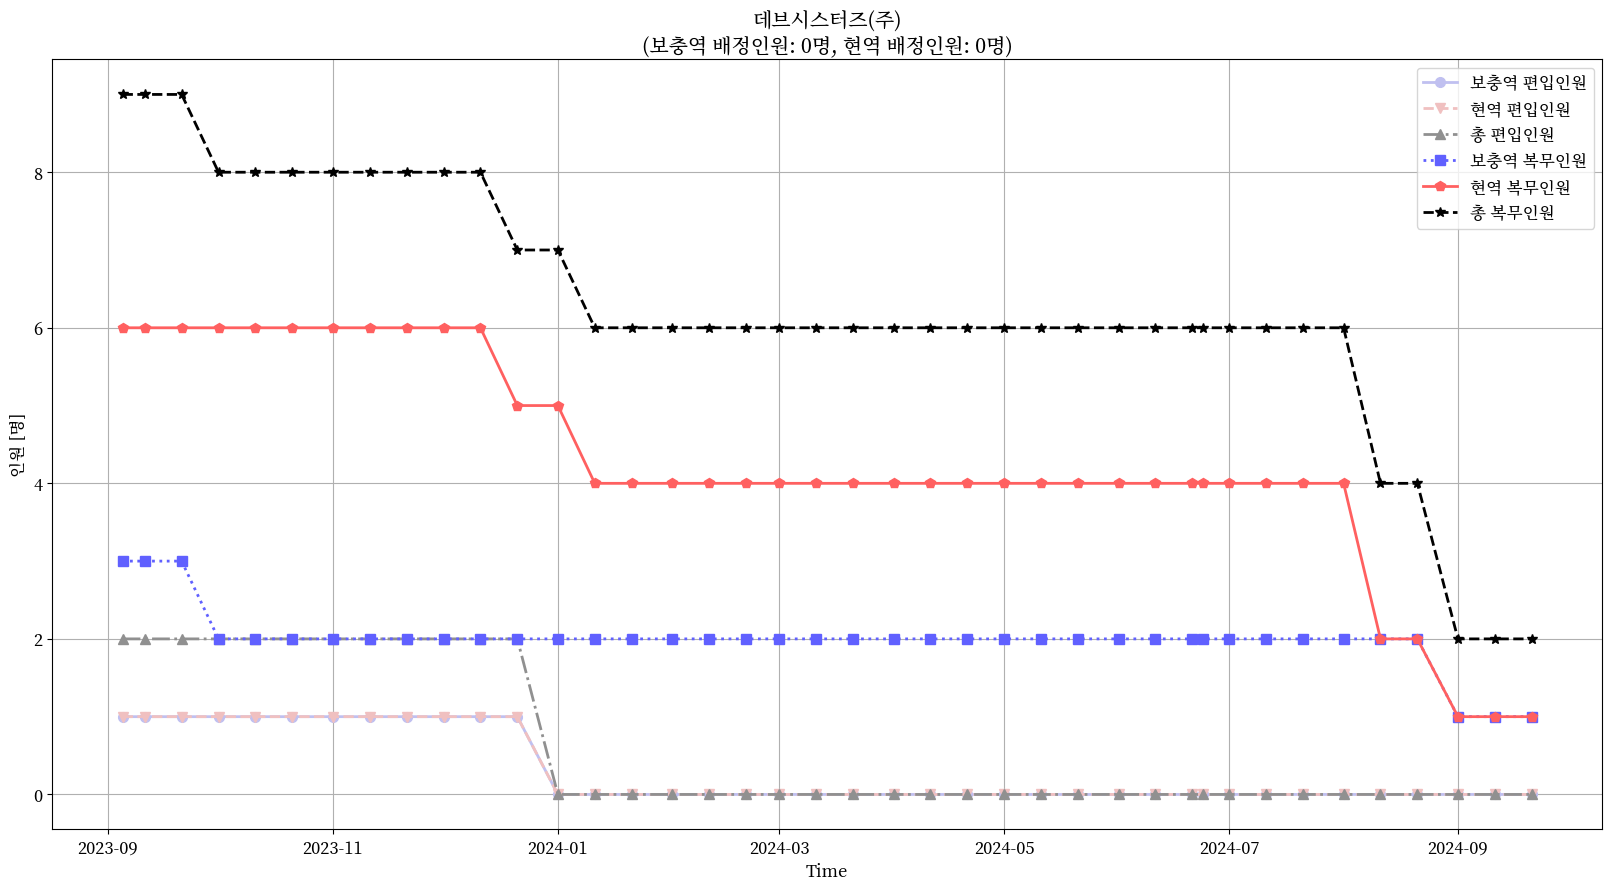 데브시스터즈(주)
(보충역 배정인원: 0명, 현역 배정인원: 0명)
보충역 편입인원
현역 편입인원
총 편입인원
보충역 복무인원
현역 복무인원
총 복무인원
인원 [명]
8
6
4
2
0
2023-09
2023-11
2024-01
2024-03
2024-05
2024-07
2024-09
Time